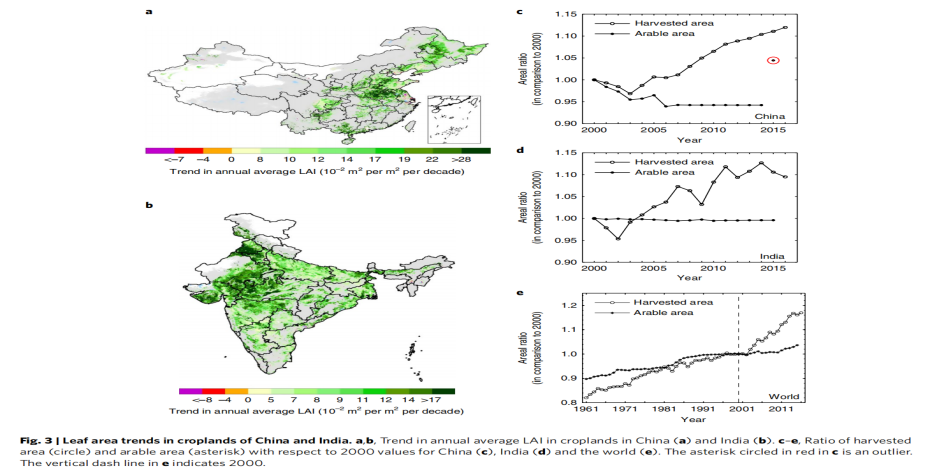 a
<-7 -4 0 8 10 12 14 17 19 22 >28
Trend in annual average LAI (10⁻² m² per m² per decade)
b
<-8 -4 0 5 7 8 9 11 12 14 >17
Trend in annual average LAI (10⁻² m² per m² per decade)
c
Harvested area
Arable area
1.15
1.10
1.05
1.00
0.95
0.90
Areal ratio
(in comparison to 2000)
China
2000 2005 2010 2015
Year
d
Harvested area
Arable area
1.15
1.10
1.05
1.00
0.95
0.90
Areal ratio
(in comparison to 2000)
India
2000 2005 2010 2015
Year
e
Harvested area
Arable area
1.2
1.1
1.0
0.9
0.8
Areal ratio
(in comparison to 2000)
World
1961 1971 1981 1991 2001 2011
Year
Fig. 3 | Leaf area trends in croplands of China and India. a,b, Trend in annual average LAI in croplands in China (a) and India (b). c–e, Ratio of harvested
area (circle) and arable area (asterisk) with respect to 2000 values for China (c), India (d) and the world (e). The asterisk circled in red in c is an outlier.
The vertical dash line in e indicates 2000.